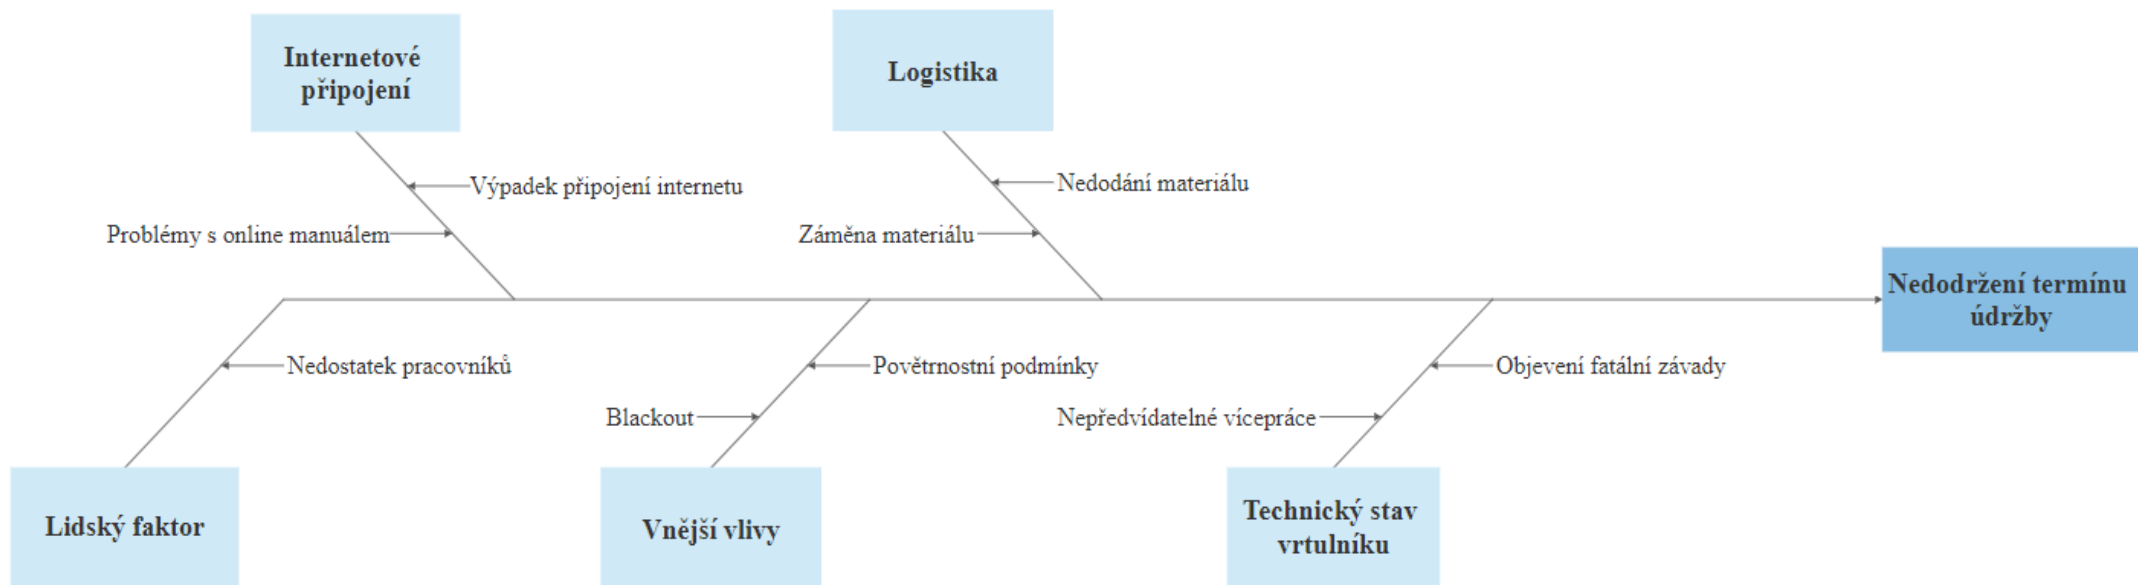 Internetové
připojení
Logistika
Výpadek připojení internetu
Nedodání materiálu
Problémy s online manuálem
Záměna materiálu
Nedodržení termínu
údržby
Nedostatek pracovníků
Povětrnostní podmínky
Objevení fatální závady
Blackout
Nepředvídatelné vícepráce
Lidský faktor
Vnější vlivy
Technický stav
vrtulníku